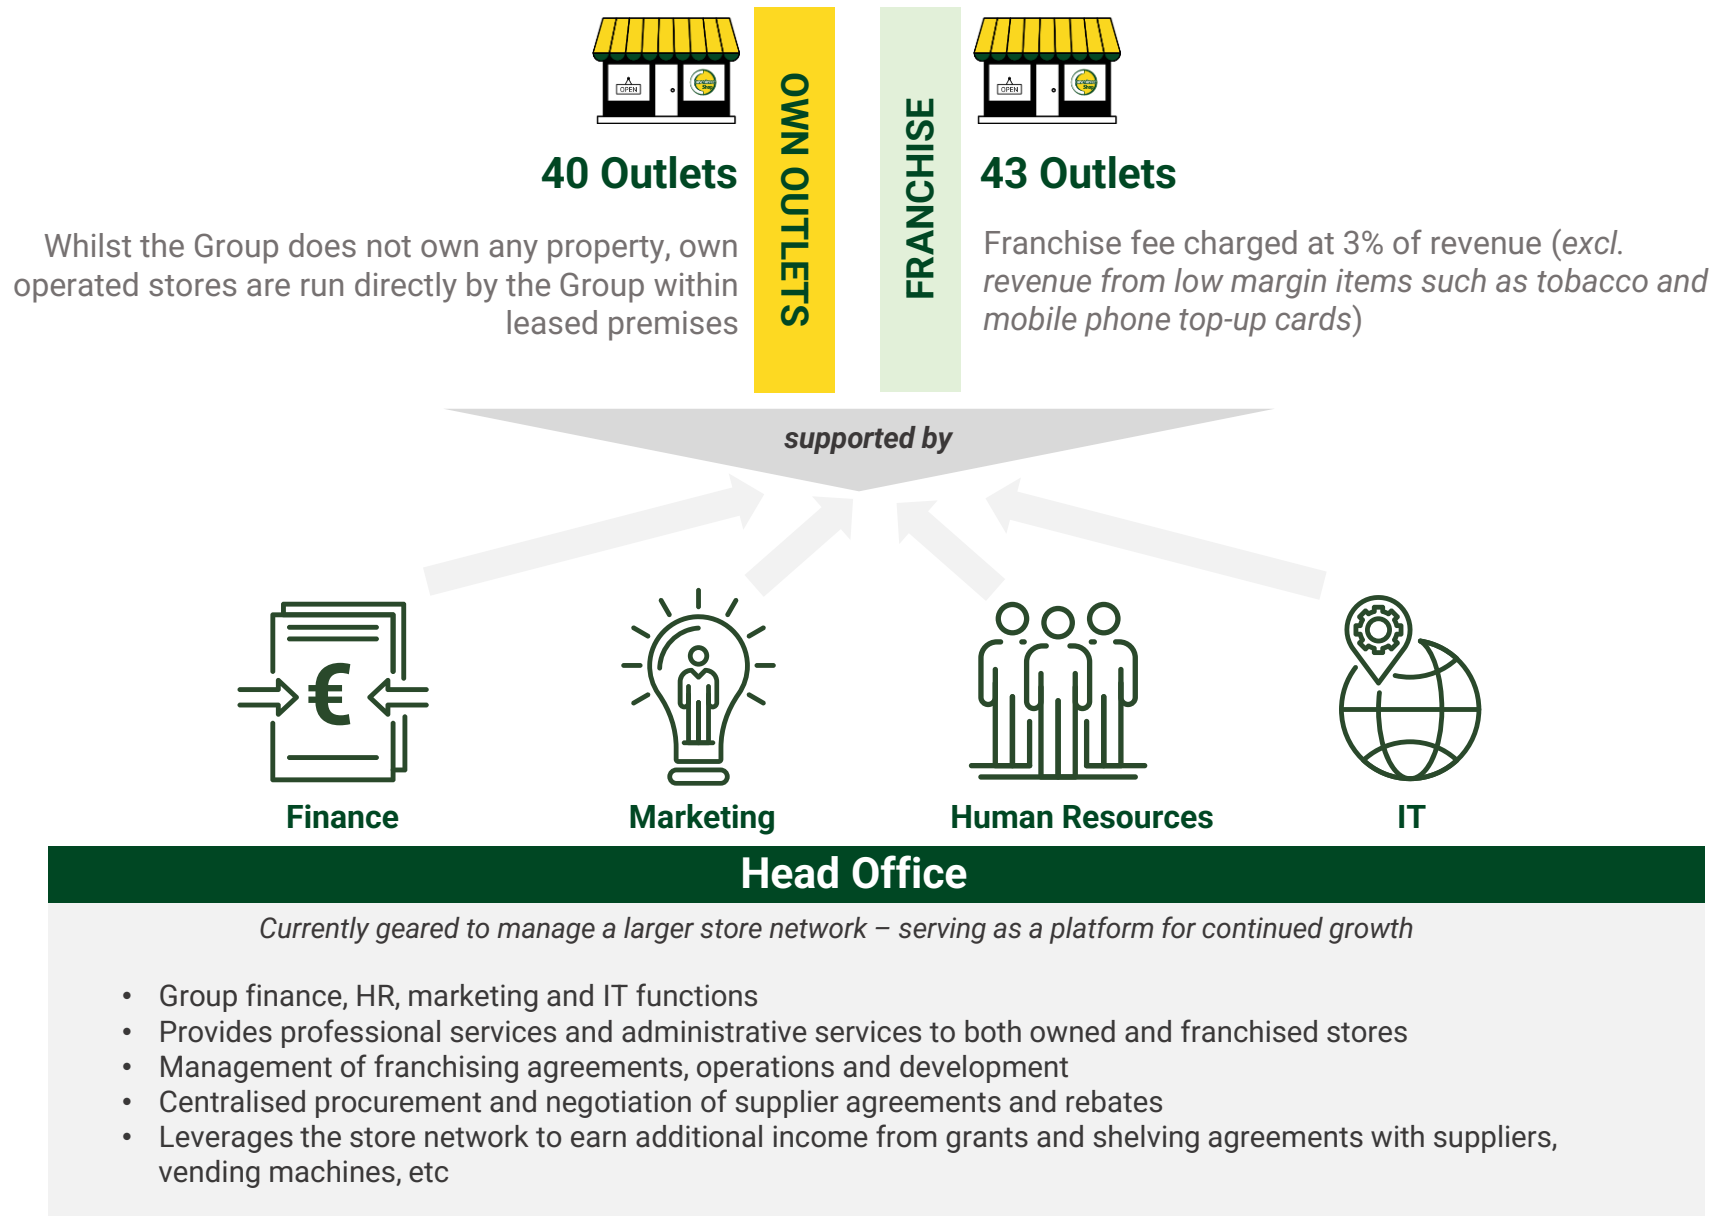 OPEN
OPEN
OWN OUTLETS
FRANCHISE
40 Outlets
43 Outlets
Whilst the Group does not own any property, own
operated stores are run directly by the Group within
leased premises
Franchise fee charged at 3% of revenue (excl.
revenue from low margin items such as tobacco and
mobile phone top-up cards)
supported by
€
Finance
Marketing
Human Resources
IT
Head Office
Currently geared to manage a larger store network – serving as a platform for continued growth
• Group finance, HR, marketing and IT functions
• Provides professional services and administrative services to both owned and franchised stores
• Management of franchising agreements, operations and development
• Centralised procurement and negotiation of supplier agreements and rebates
• Leverages the store network to earn additional income from grants and shelving agreements with suppliers,
vending machines, etc